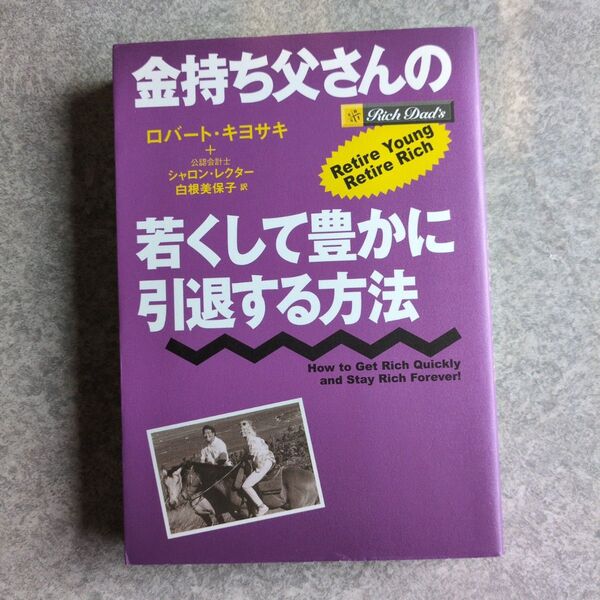 金持ち父さんの
Rich Dad's
ロバート・キヨサキ
+
公認会計士
シャロン・レクター
白根美保子 訳
Retire Young
Retire Rich
若くして豊かに
引退する方法
How to Get Rich Quickly
and Stay Rich Forever!